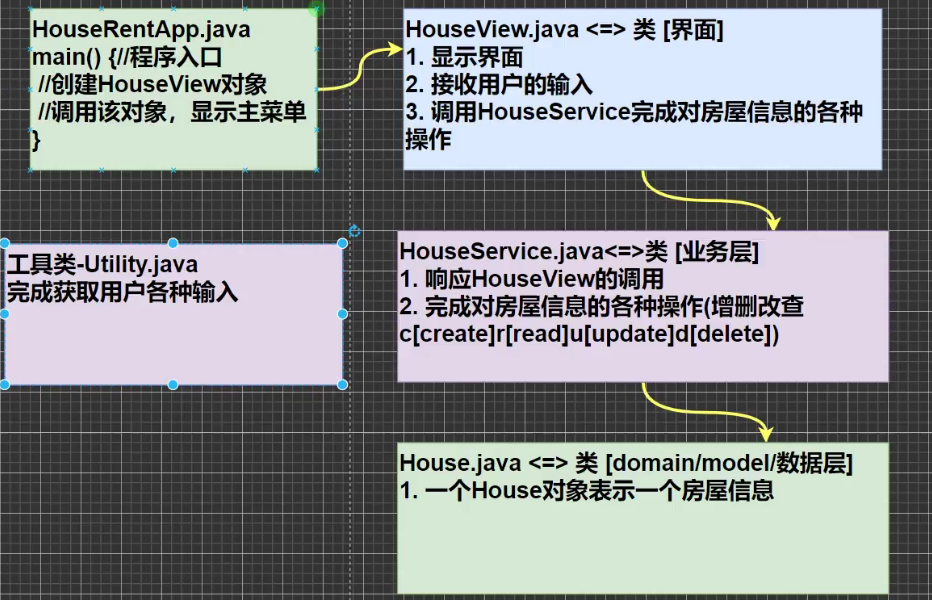 HouseRentApp.java
main() {//程序入口
//创建HouseView对象
//调用该对象，显示主菜单
}
HouseView.java <=> 类 [界面]
1. 显示界面
2. 接收用户的输入
3. 调用HouseService完成对房屋信息的各种
操作
工具类-Utility.java
完成获取用户各种输入
HouseService.java<=>类 [业务层]
1. 响应HouseView的调用
2. 完成对房屋信息的各种操作(增删改查
c[create]r[read]u[update]d[delete])
House.java <=> 类 [domain/model/数据层]
1. 一个House对象表示一个房屋信息